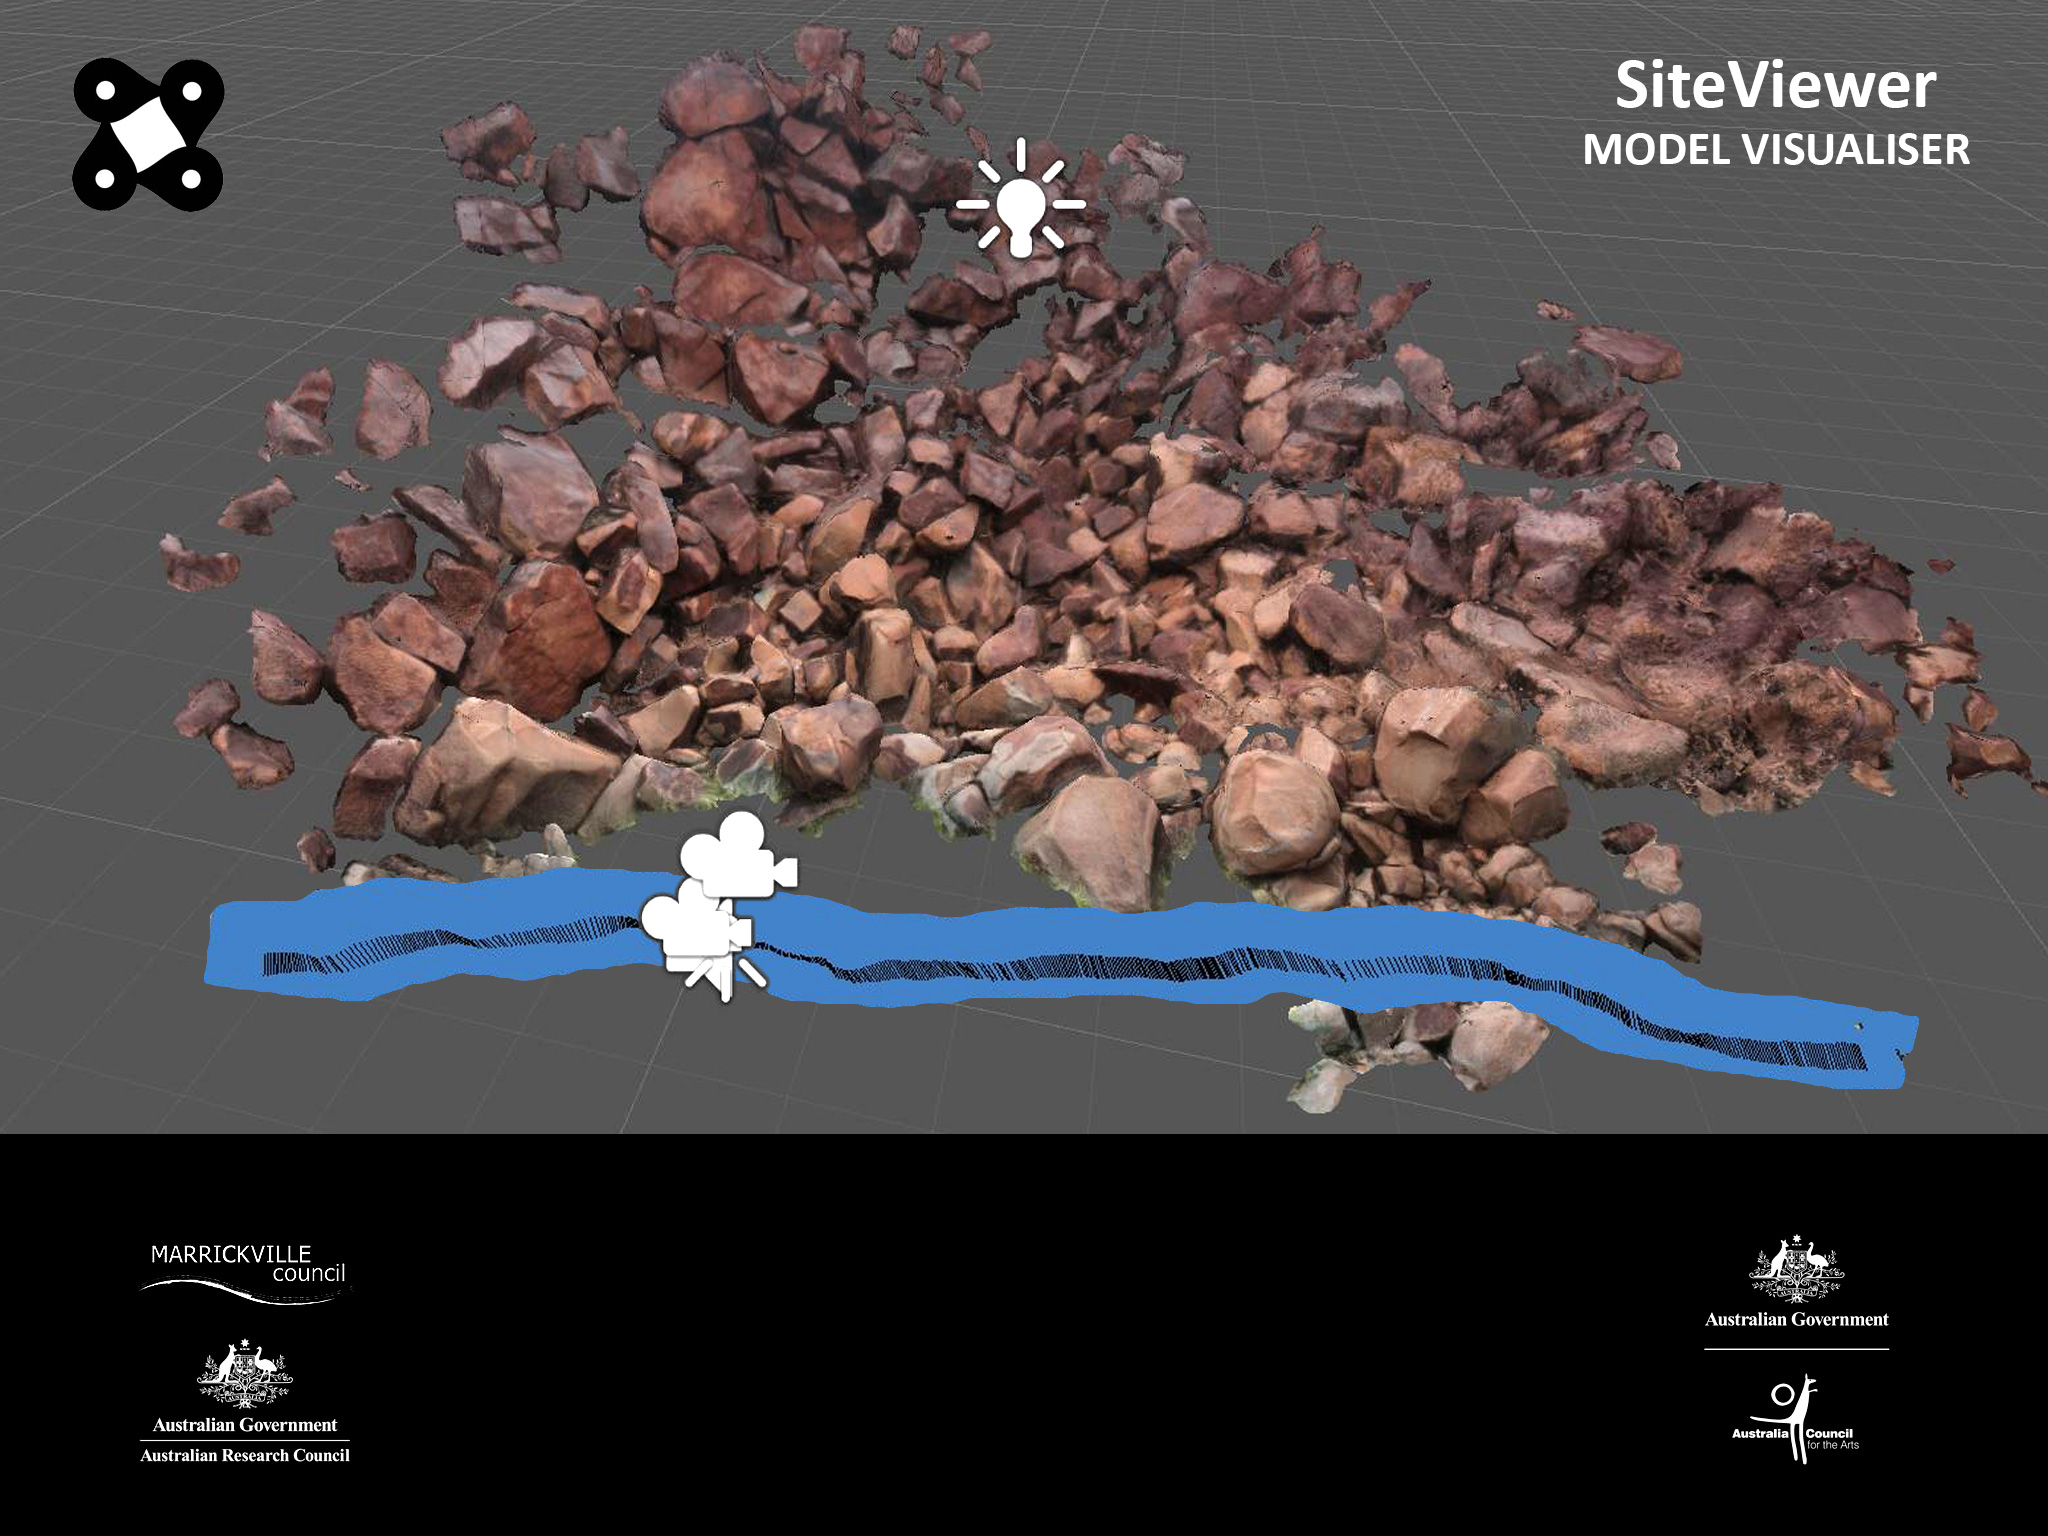 SiteViewer
MODEL VISUALISER
MARRICKVILLE
council
Australian Government
Australian Research Council
Australian Government
Australia Council
for the Arts